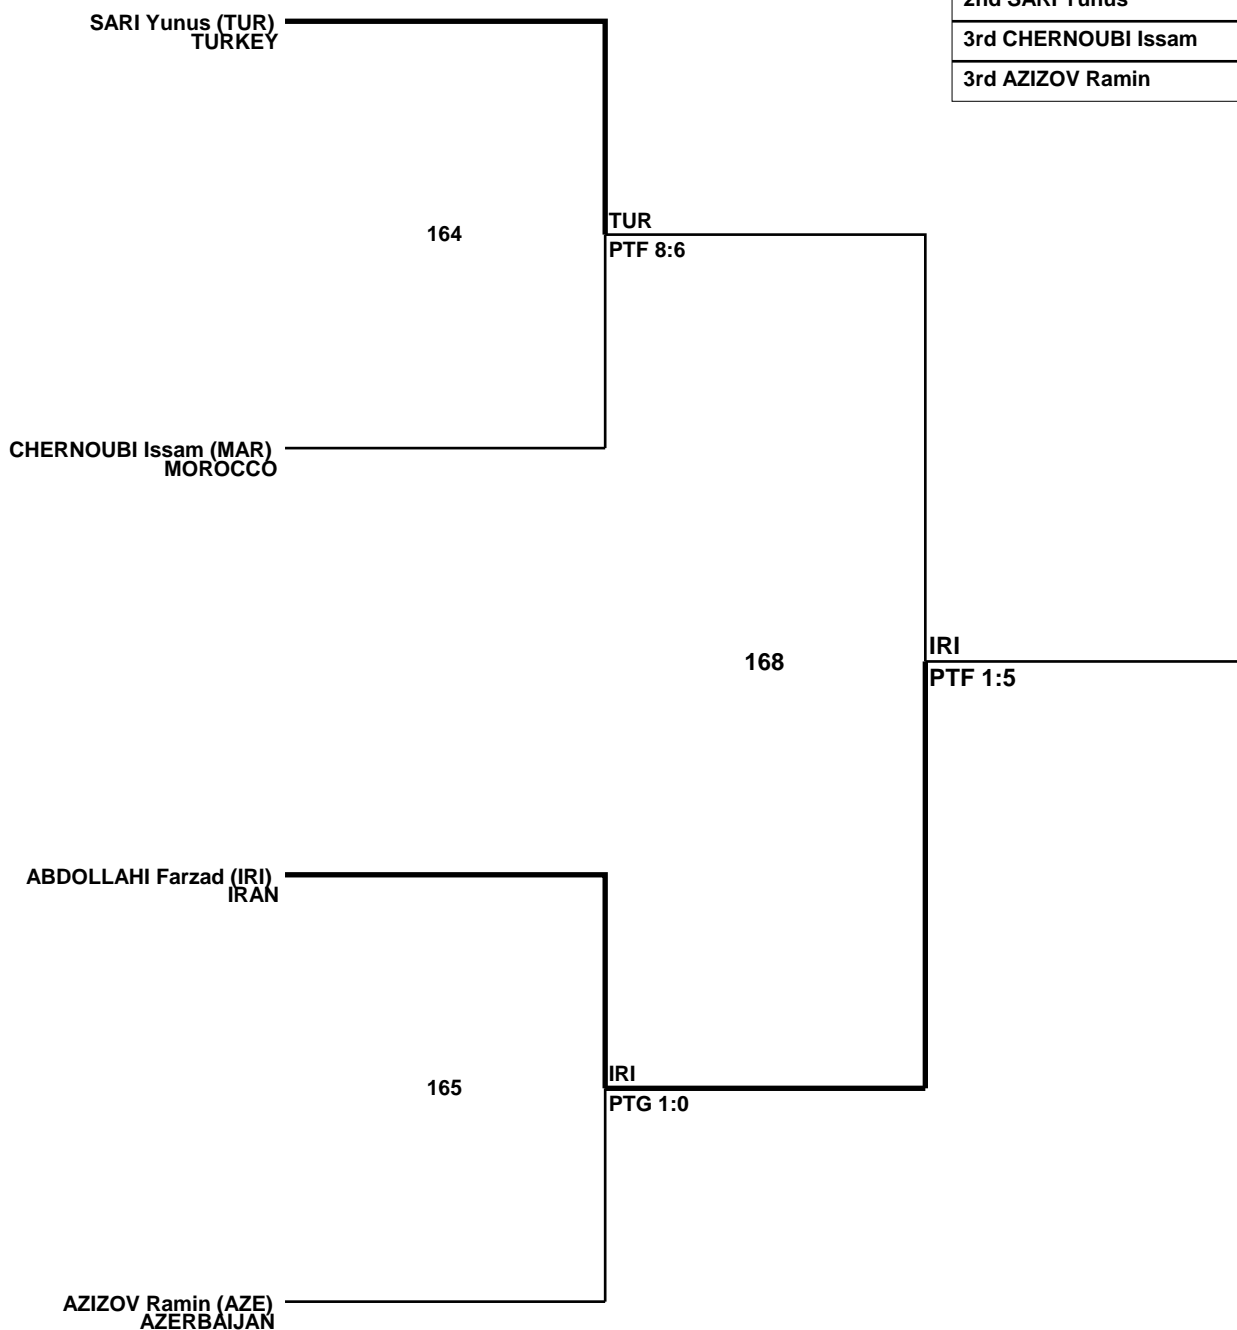 2nd SARI Yunus
3rd CHERNOUBI Issam
3rd AZIZOV Ramin
SARI Yunus (TUR)
TURKEY
164
TUR
PTF 8:6
CHERNOUBI Issam (MAR)
MOROCCO
168
IRI
PTF 1:5
ABDOLLAHI Farzad (IRI)
IRAN
165
IRI
PTG 1:0
AZIZOV Ramin (AZE)
AZERBAIJAN